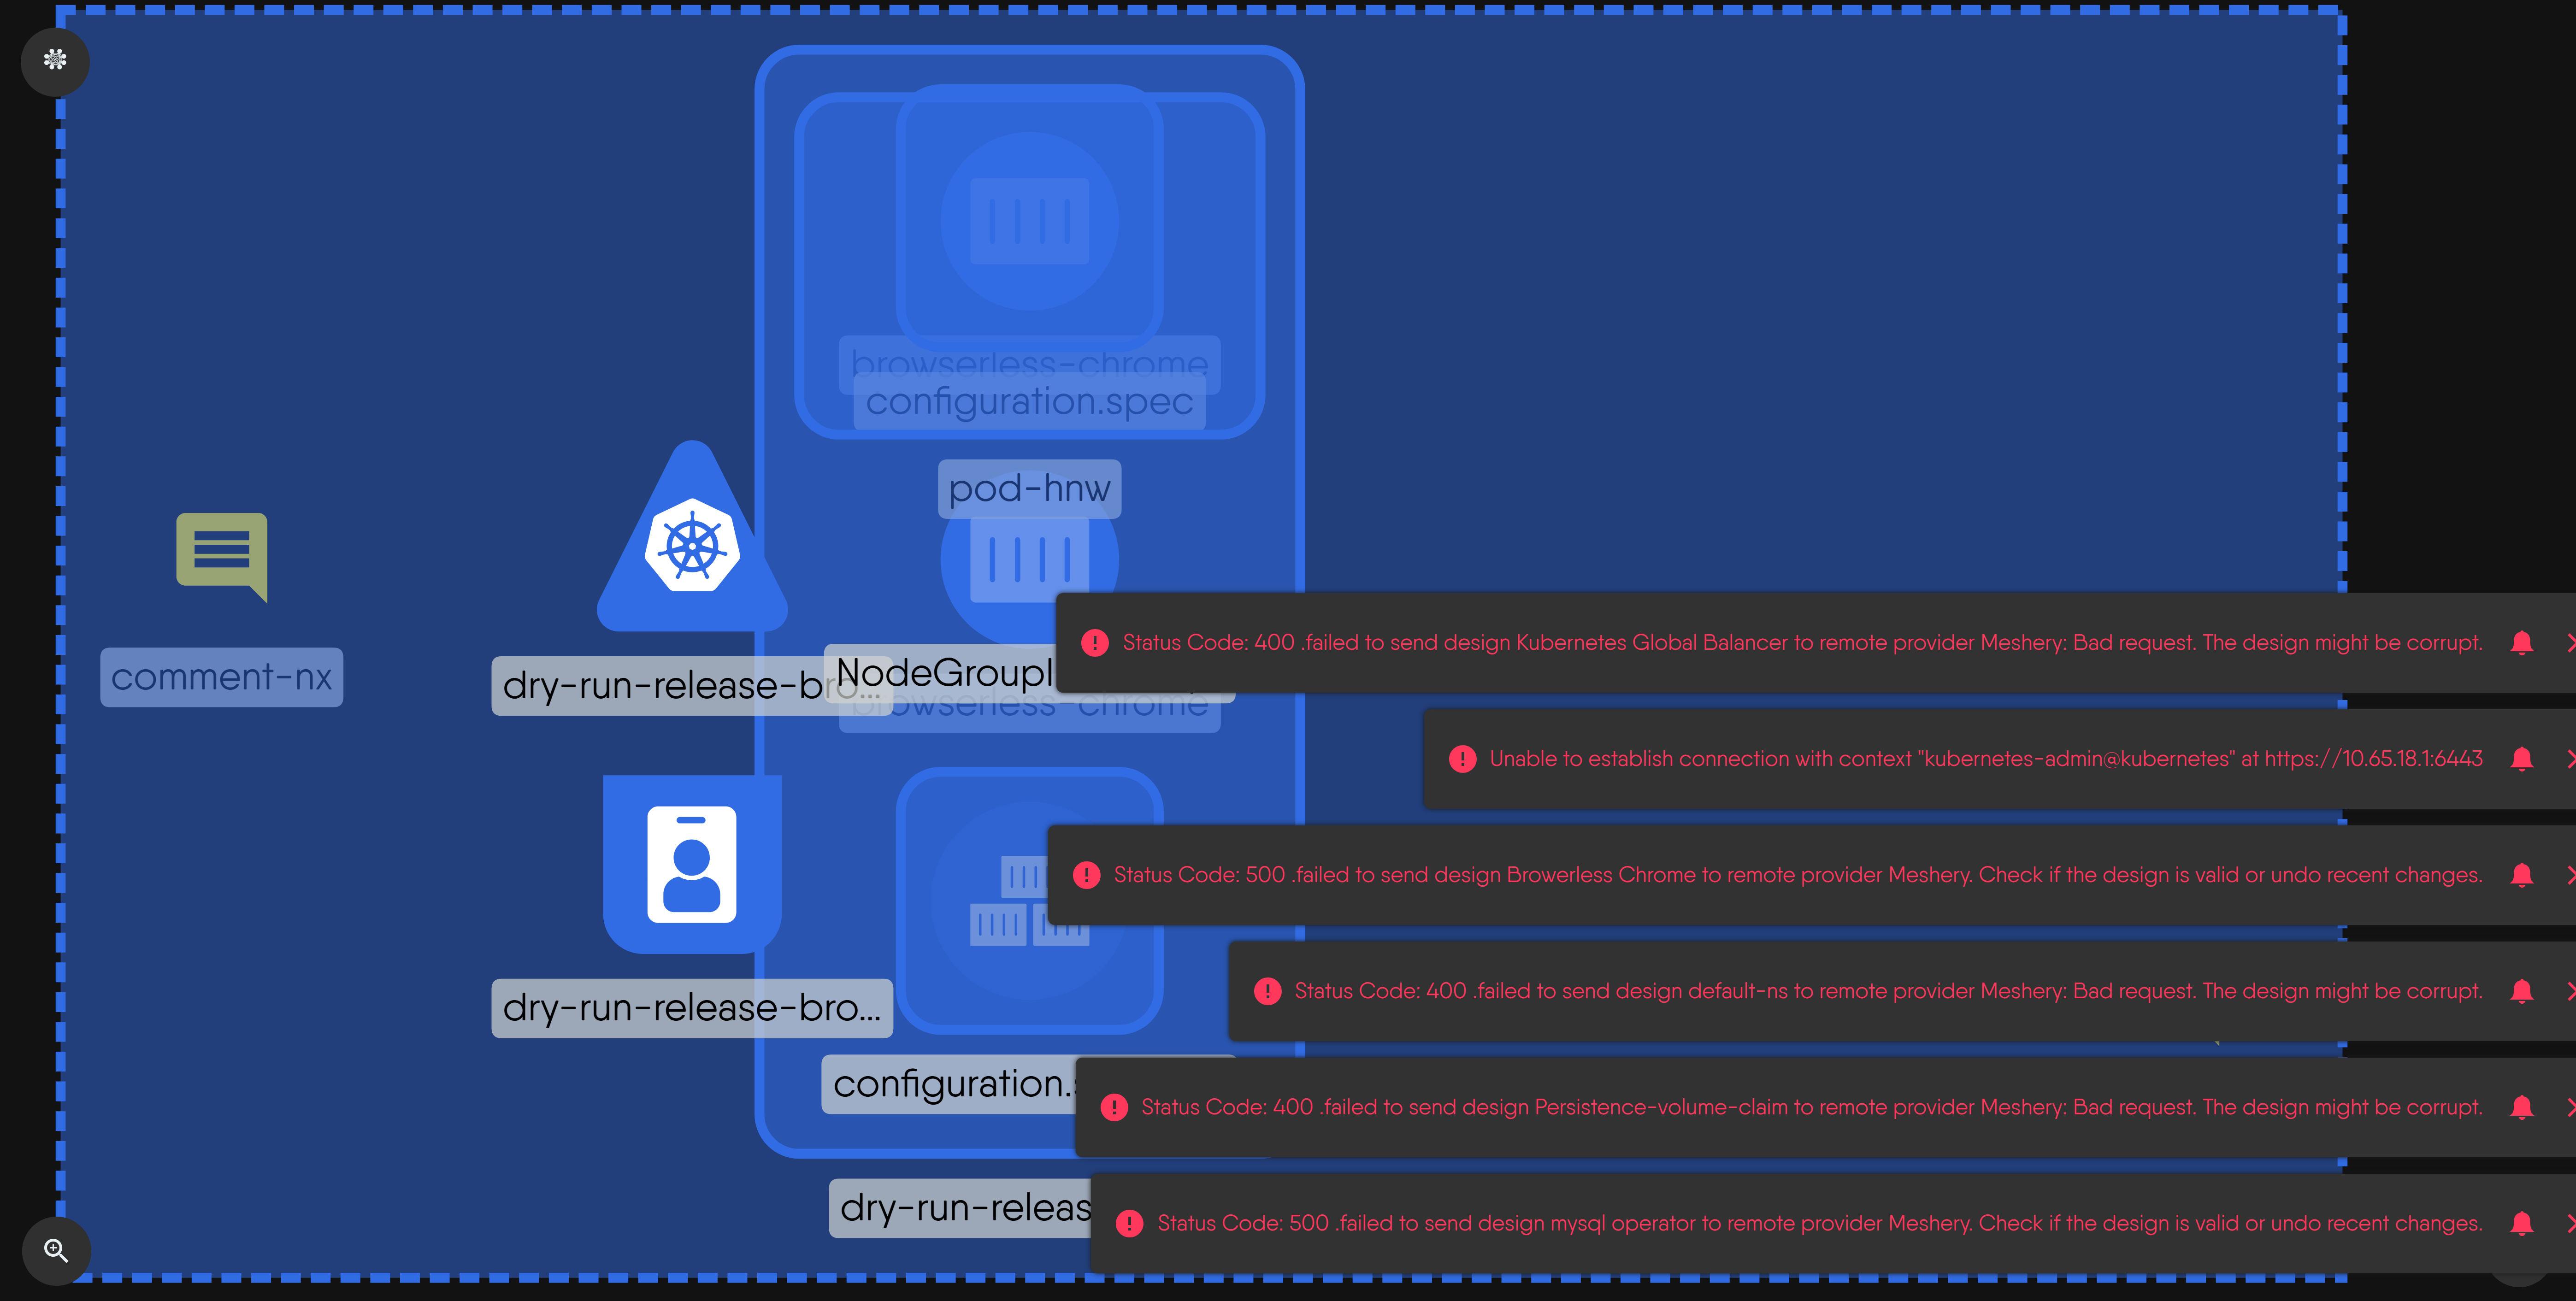 browserless-chrome
configuration.spec
pod-hnw
Status Code: 400 .failed to send design Kubernetes Global Balancer to remote provider Meshery: Bad request. The design might be corrupt.
comment-nx
dry-run-release-bro...
NodeGroupI
browserless-chrome
Unable to establish connection with context "kubernetes-admin@kubernetes" at https://10.65.18.1:6443
Status Code: 500 .failed to send design Browerless Chrome to remote provider Meshery. Check if the design is valid or undo recent changes.
Status Code: 400 .failed to send design default-ns to remote provider Meshery: Bad request. The design might be corrupt.
dry-run-release-bro...
configuration.
Status Code: 400 .failed to send design Persistence-volume-claim to remote provider Meshery: Bad request. The design might be corrupt.
dry-run-releas
Status Code: 500 .failed to send design mysql operator to remote provider Meshery. Check if the design is valid or undo recent changes.